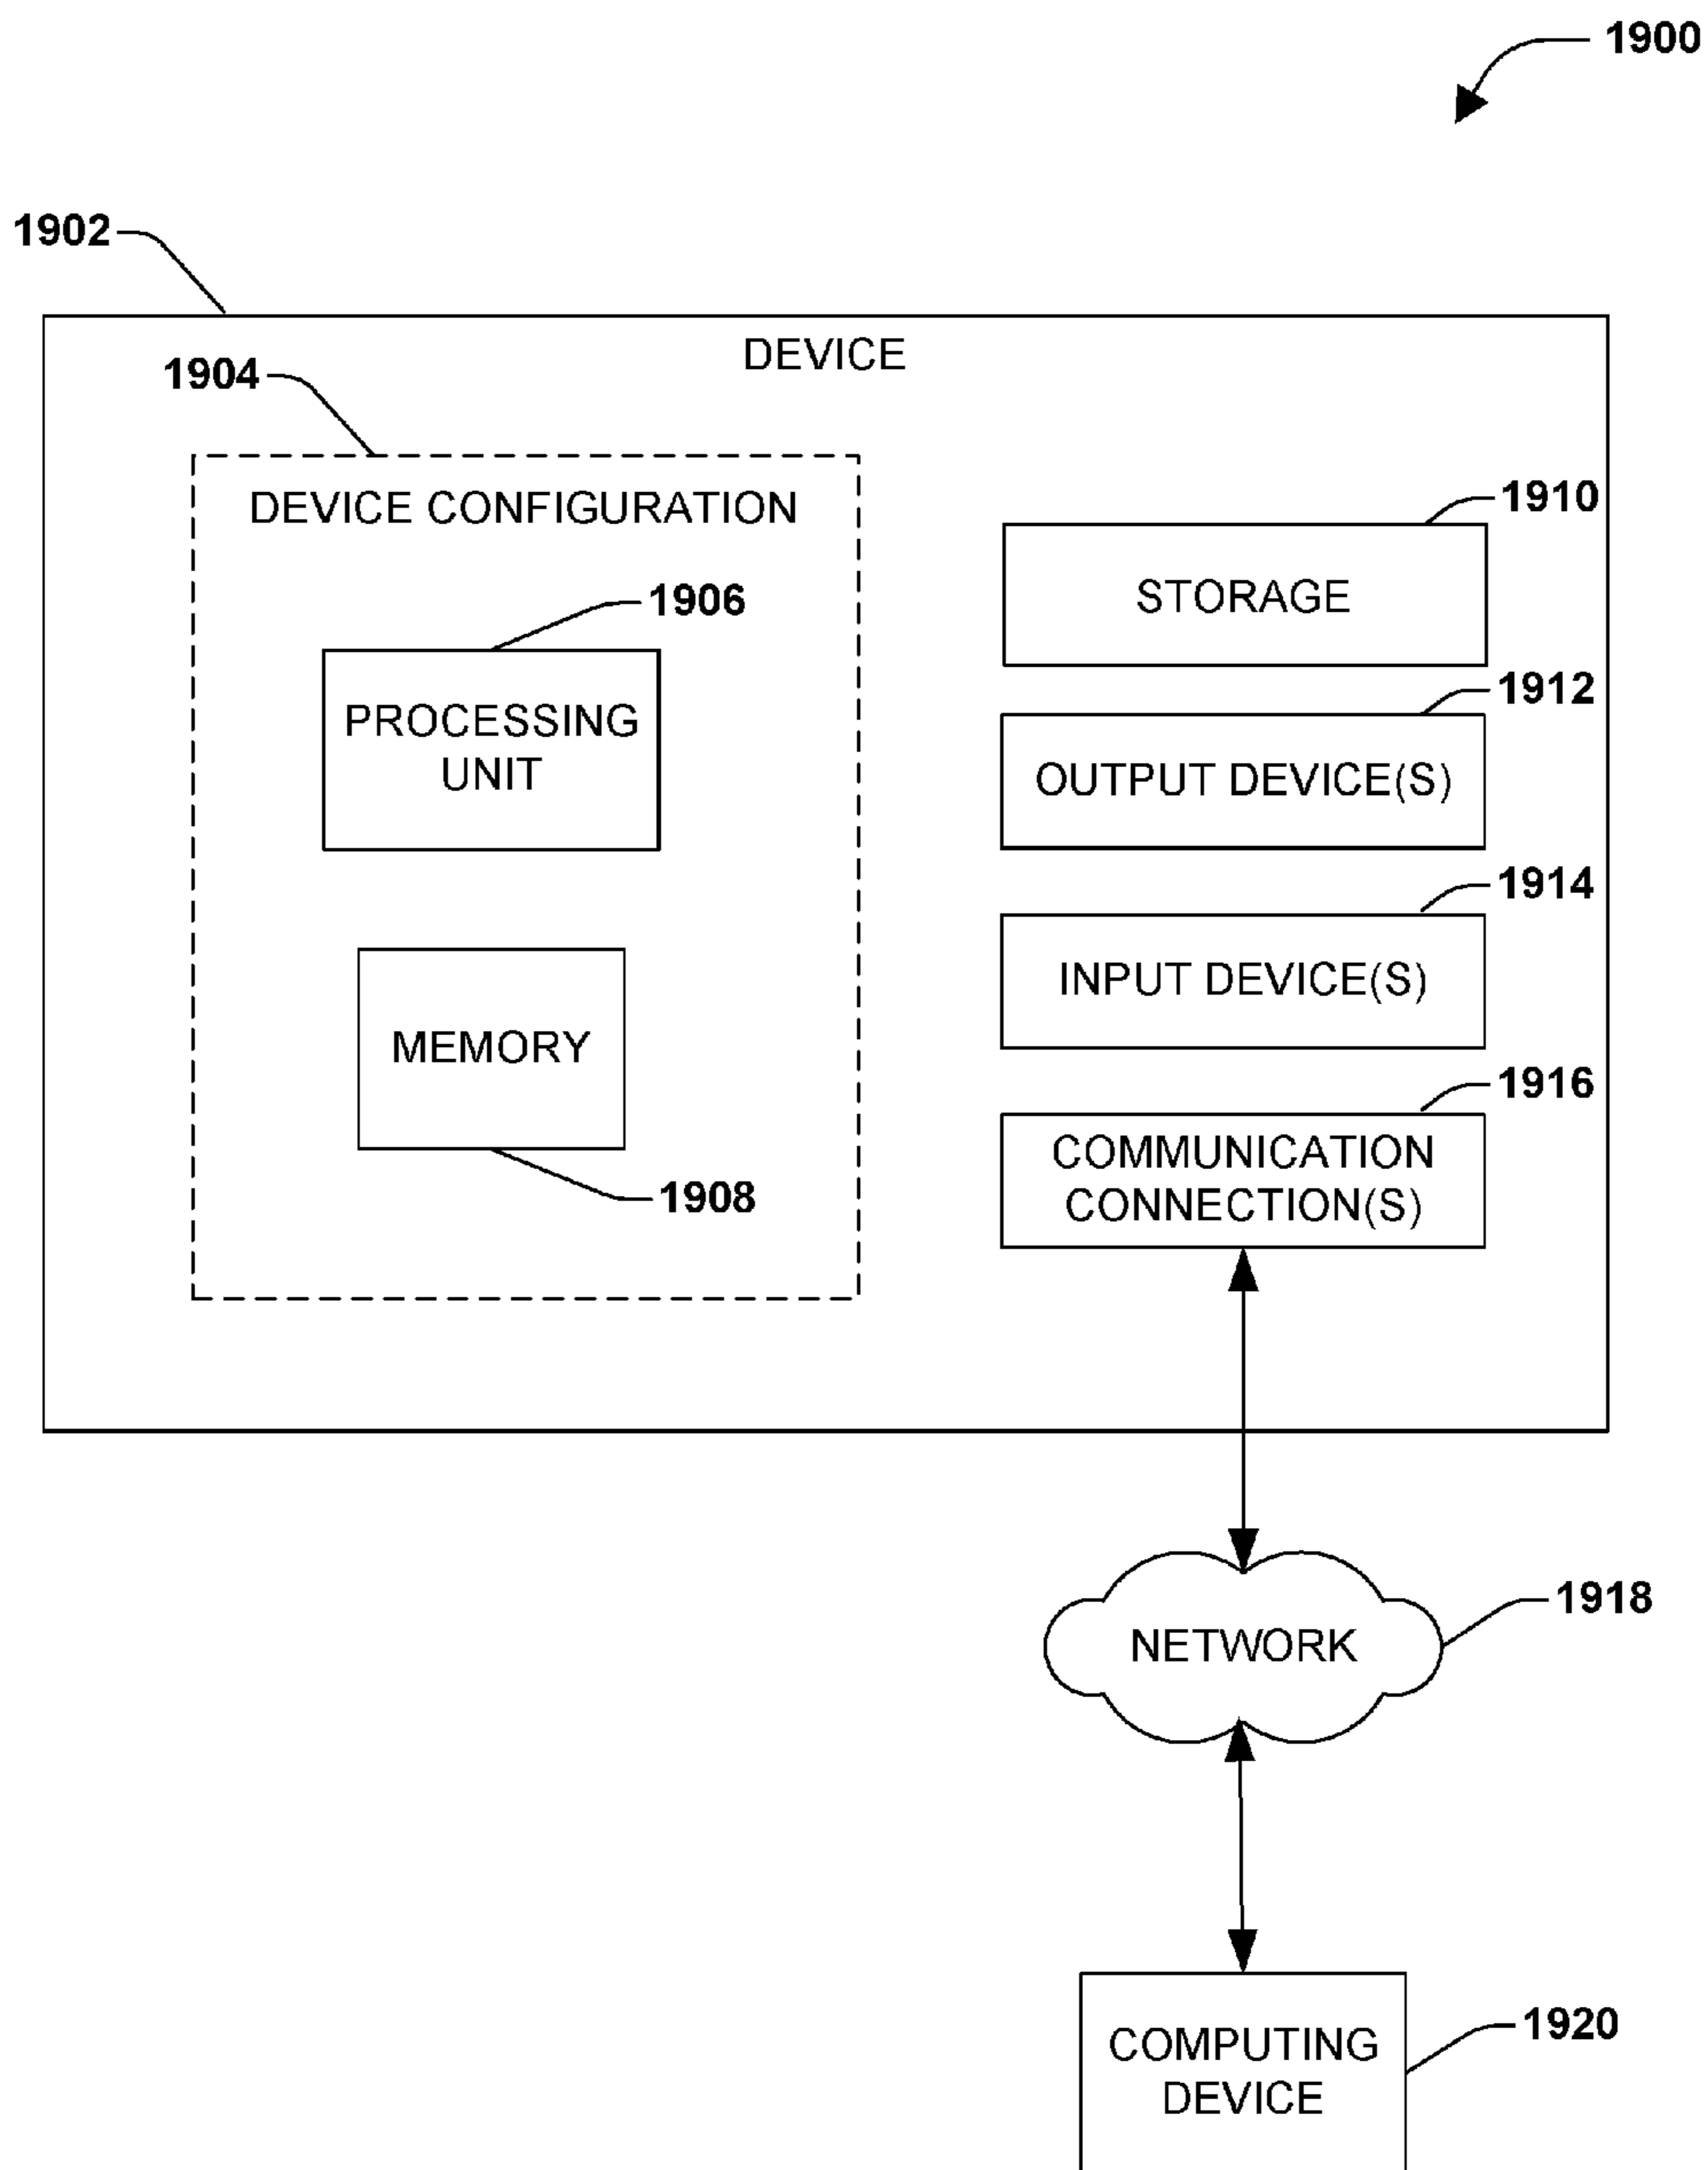 1900
1902
DEVICE
1904
DEVICE CONFIGURATION
1906
PROCESSING
UNIT
MEMORY
1908
1910
STORAGE
1912
OUTPUT DEVICE(S)
1914
INPUT DEVICE(S)
1916
COMMUNICATION
CONNECTION(S)
1918
NETWORK
1920
COMPUTING
DEVICE